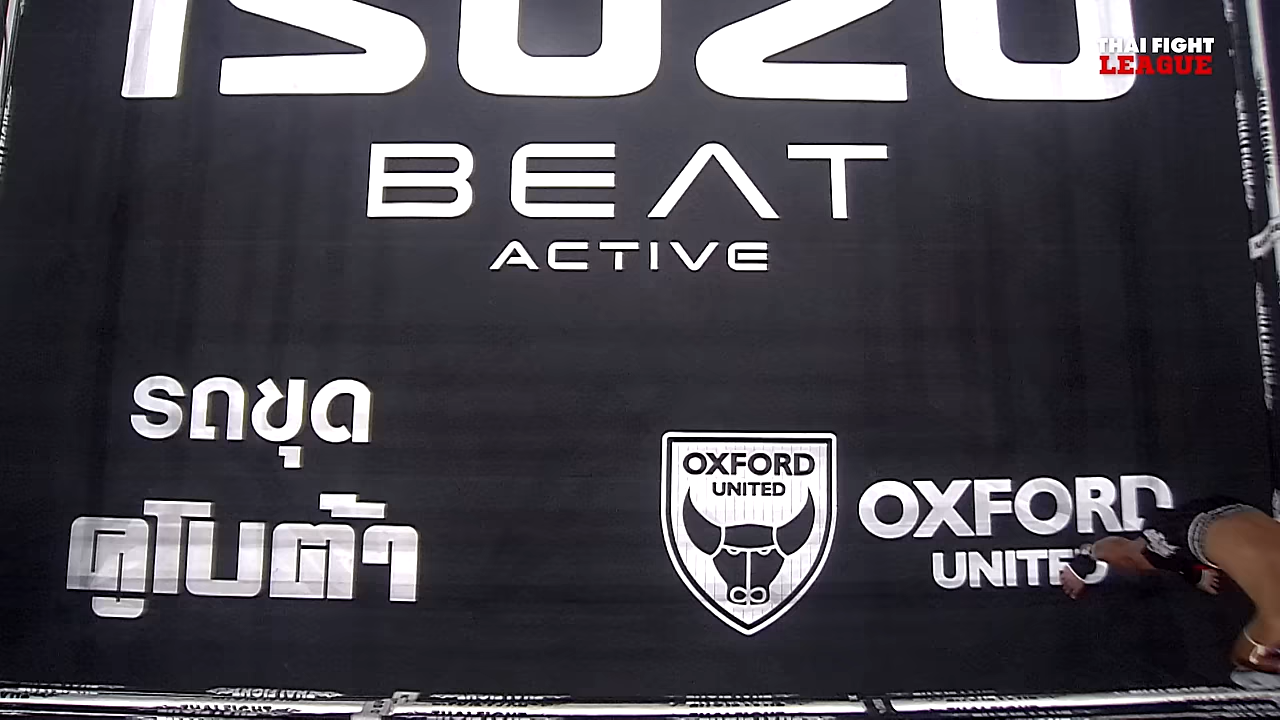 ISUZU
THAI FIGHT
LEAGUE
BEAT
ACTIVE
รถขุด
คูโบต้า
OXFORD
UNITED
OXFORD
UNITED